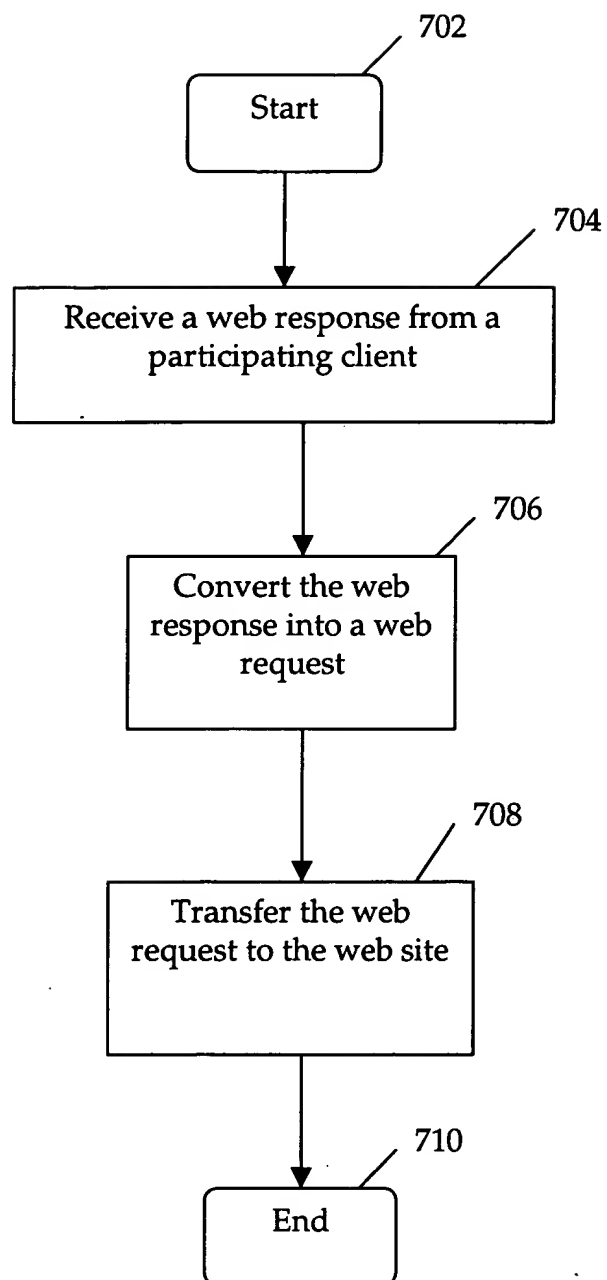 702
Start
704
Receive a web response from a
participating client
706
Convert the web
response into a web
request
708
Transfer the web
request to the web site
710
End